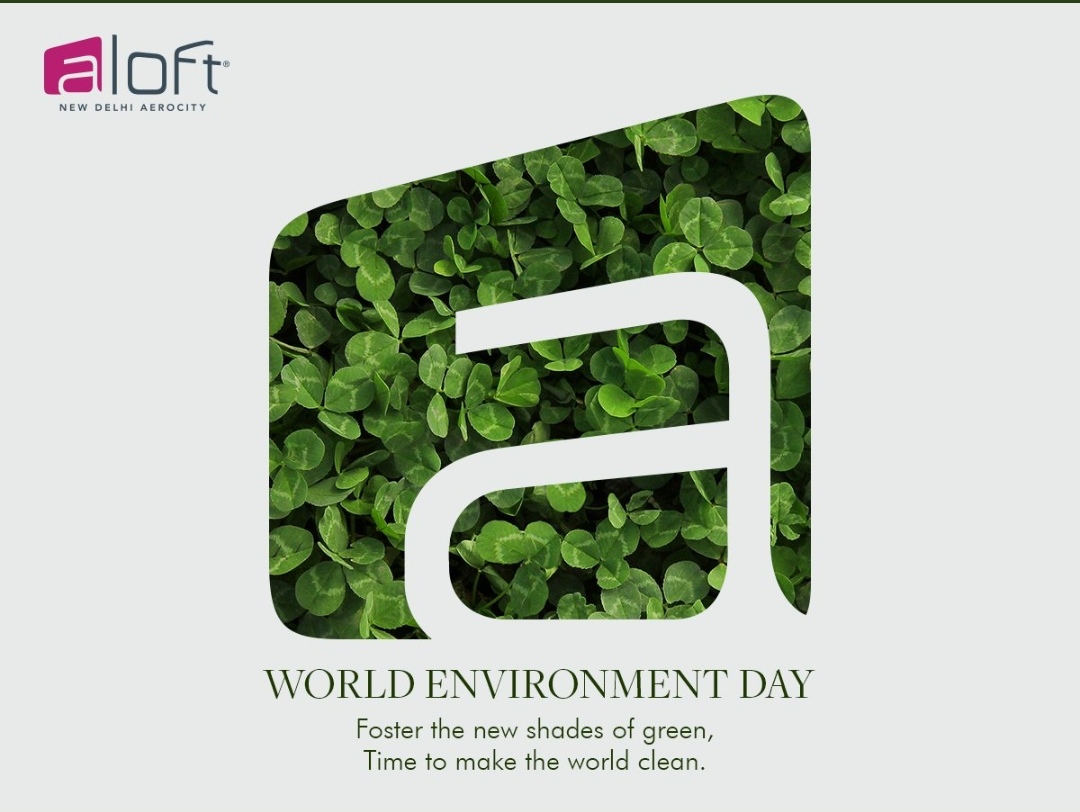 aloft®
NEW DELHI AEROCITY
a
WORLD ENVIRONMENT DAY
Foster the new shades of green,
Time to make the world clean.